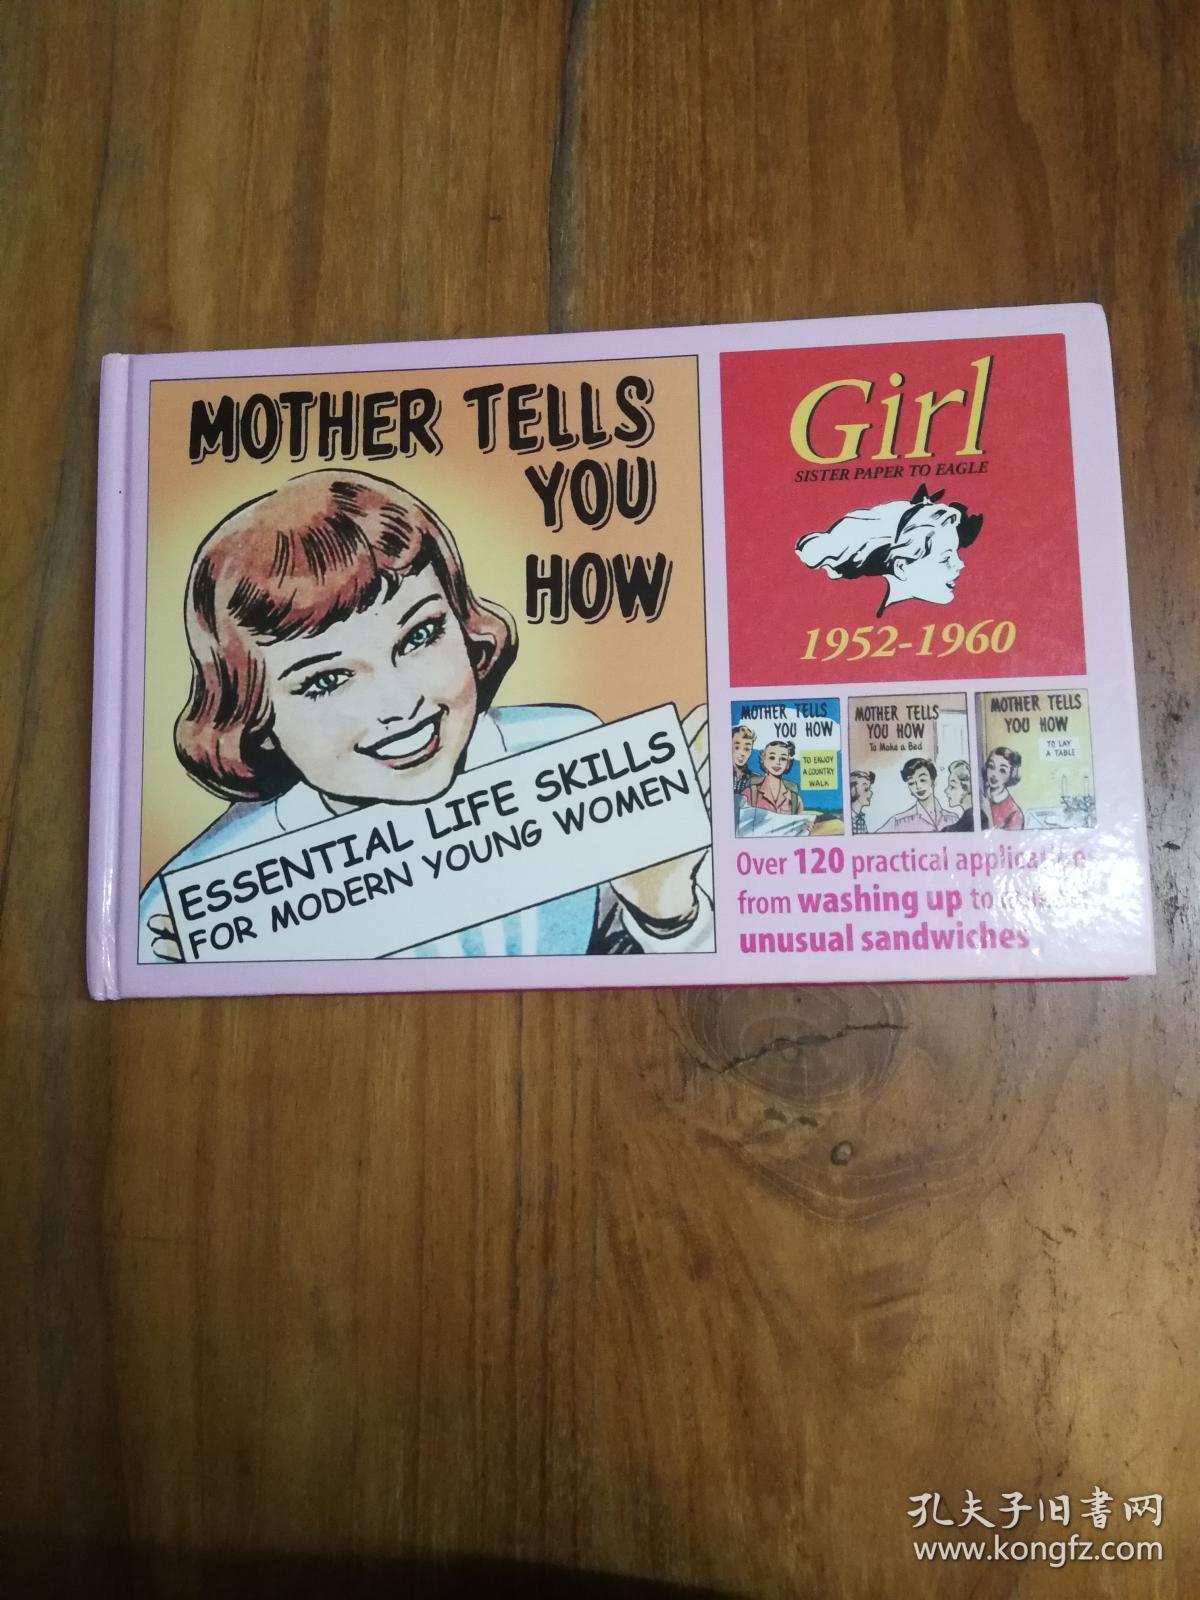 MOTHER TELLS
YOU
HOW
ESSENTIAL LIFE SKILLS
FOR MODERN YOUNG WOMEN
Girl
SISTER PAPER TO EAGLE
1952-1960
MOTHER TELLS
YOU HOW
TO ENJOY
A COUNTRY
WALK
MOTHER TELLS
YOU HOW
To Make a Bed
MOTHER TELLS
YOU HOW
TO LAY
A TABLE
Over 120 practical
from washing up to
unusual sandwiches
孔夫子旧書网
www.kongfz.com